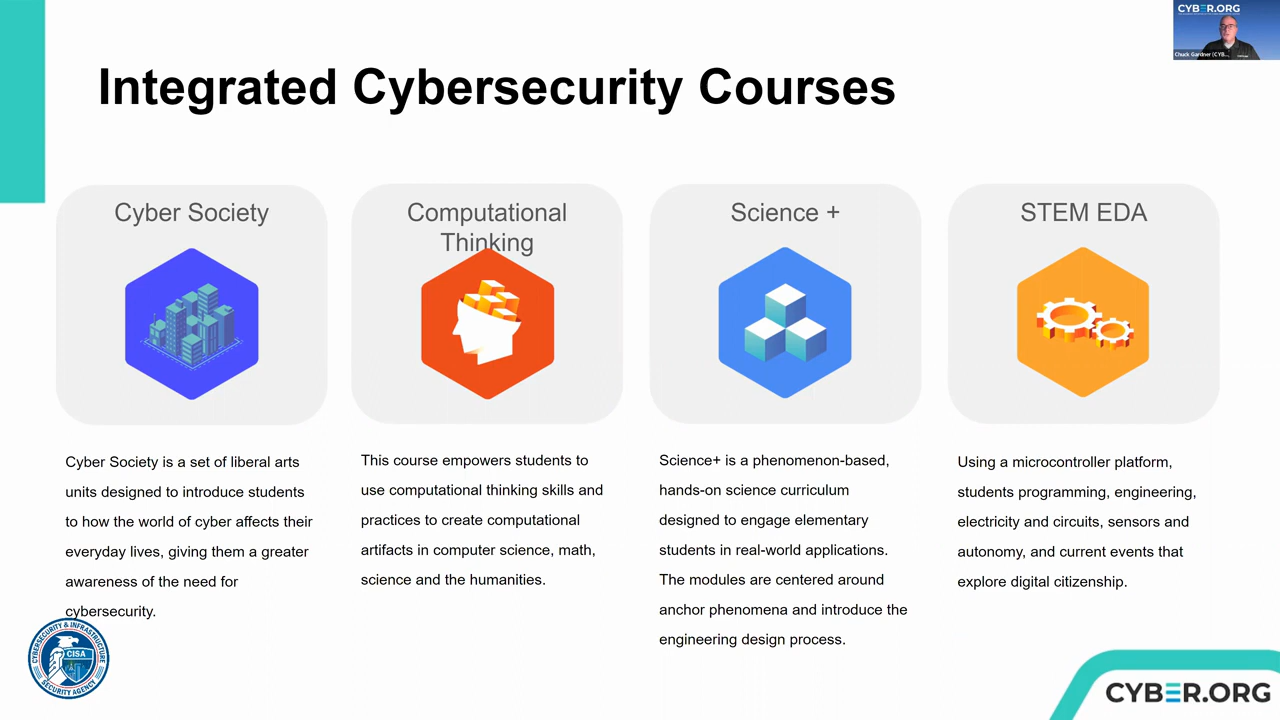 CYBER.ORG
Chuck Gardner (CYB...
Integrated Cybersecurity Courses
Cyber Society
Computational
Thinking
Science +
STEM EDA
Cyber Society is a set of liberal arts
units designed to introduce students
to how the world of cyber affects their
everyday lives, giving them a greater
awareness of the need for
cybersecurity.
This course empowers students to
use computational thinking skills and
practices to create computational
artifacts in computer science, math,
science and the humanities.
Science+ is a phenomenon-based,
hands-on science curriculum
designed to engage elementary
students in real-world applications.
The modules are centered around
anchor phenomena and introduce the
engineering design process.
Using a microcontroller platform,
students programming, engineering,
electricity and circuits, sensors and
autonomy, and current events that
explore digital citizenship.
CYBERSECURITY & INFRASTRUCTURE
CISA
SECURITY AGENCY
CYBER.ORG